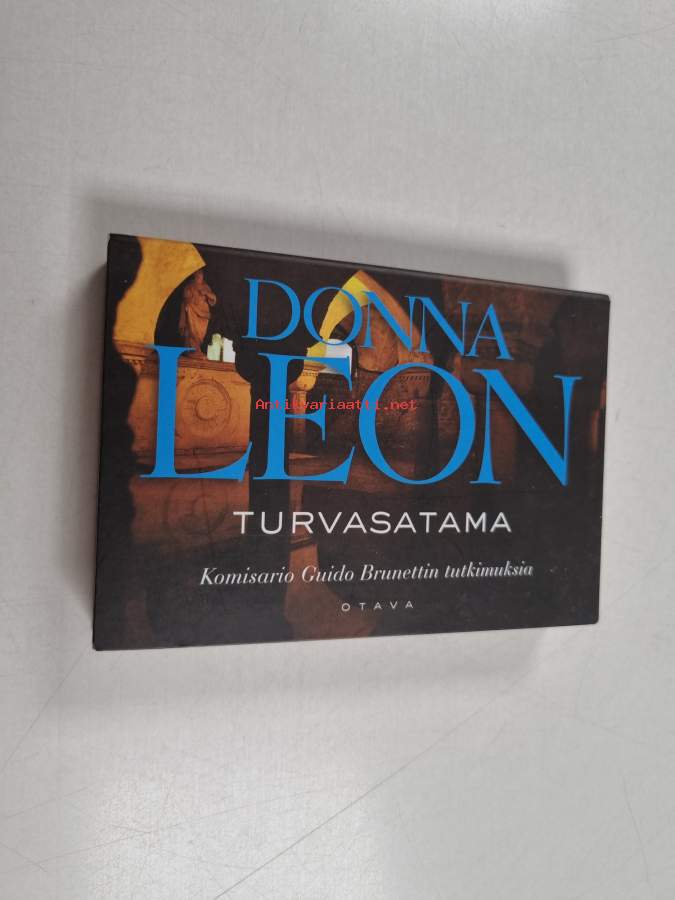 DONNA
LEON
Antikvariaatti.net
TURVASATAMA
Komisario Guido Brunettin tutkimuksia
OTAVA